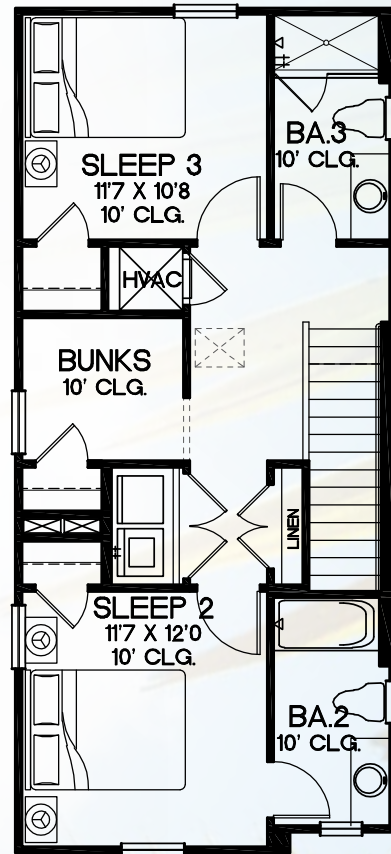 SLEEP 3
11'7 X 10'8
10' CLG.
BA.3
10' CLG.
HVAC
BUNKS
10' CLG.
LINEN
SLEEP 2
11'7 X 12'0
10' CLG.
BA.2
10' CLG.